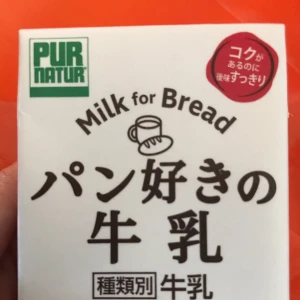 PUR
NATUR
コクが
あるのに
後味すっきり
Milk for Bread
パン好きの
牛乳
種類別 牛乳